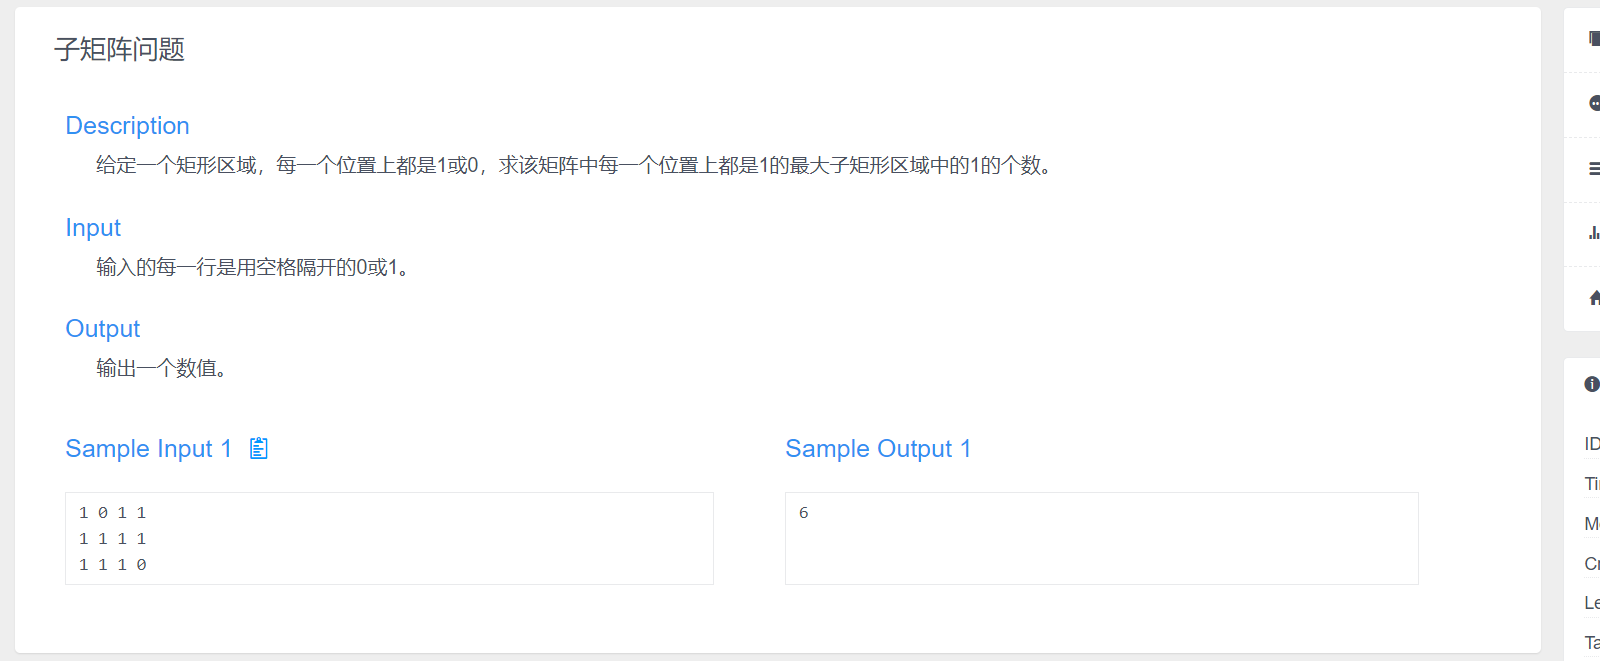 子矩阵问题
Description
给定一个矩形区域，每一个位置上都是1或0，求该矩阵中每一个位置上都是1的最大子矩形区域中的1的个数。
Input
输入的每一行是用空格隔开的0或1。
Output
输出一个数值。
Sample Input 1
Sample Output 1
1 0 1 1
1 1 1 1
1 1 1 0
6
ID